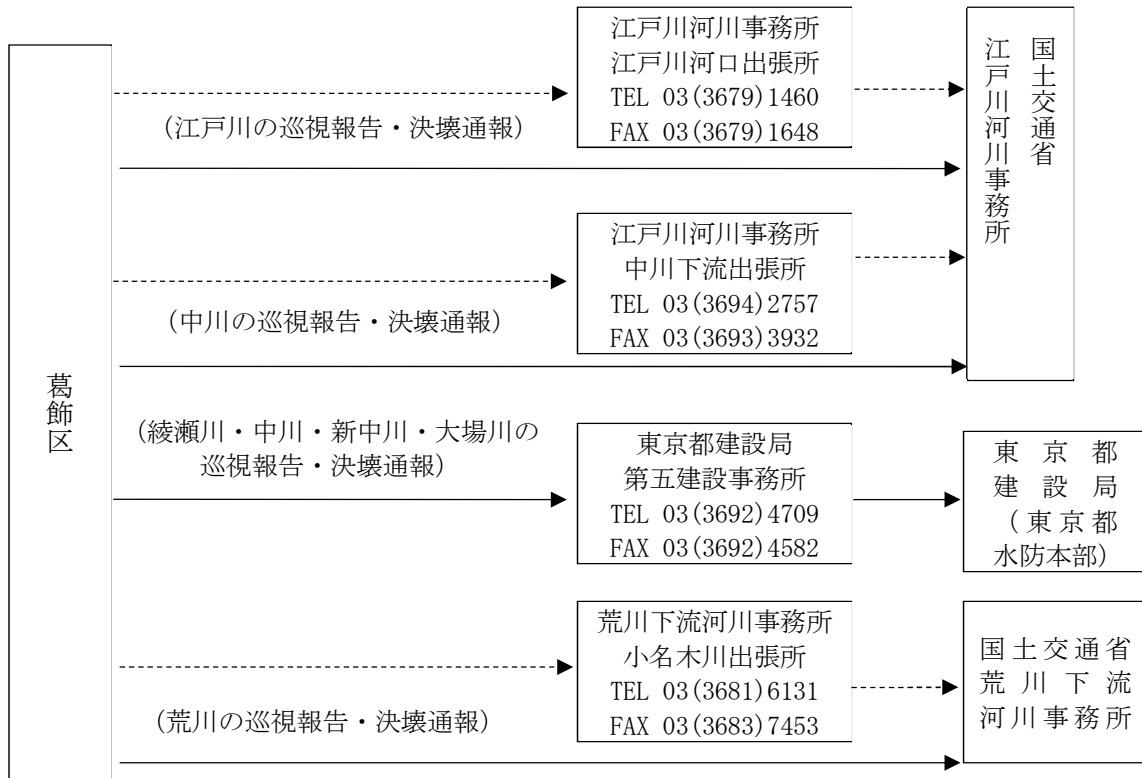 葛飾区
江戸川河川事務所
江戸川河口出張所
TEL 03(3679)1460
FAX 03(3679)1648
(江戸川の巡視報告・決壊通報)
国土交通省
江戸川河川事務所
江戸川河川事務所
中川下流出張所
TEL 03(3694)2757
FAX 03(3693)3932
(中川の巡視報告・決壊通報)
(綾瀬川・中川・新中川・大場川の
巡視報告・決壊通報)
東京都建設局
第五建設事務所
TEL 03(3692)4709
FAX 03(3692)4582
東京都
建設局
(東京都
水防本部)
荒川下流河川事務所
小名木川出張所
TEL 03(3681)6131
FAX 03(3683)7453
(荒川の巡視報告・決壊通報)
国土交通省
荒川下流
河川事務所